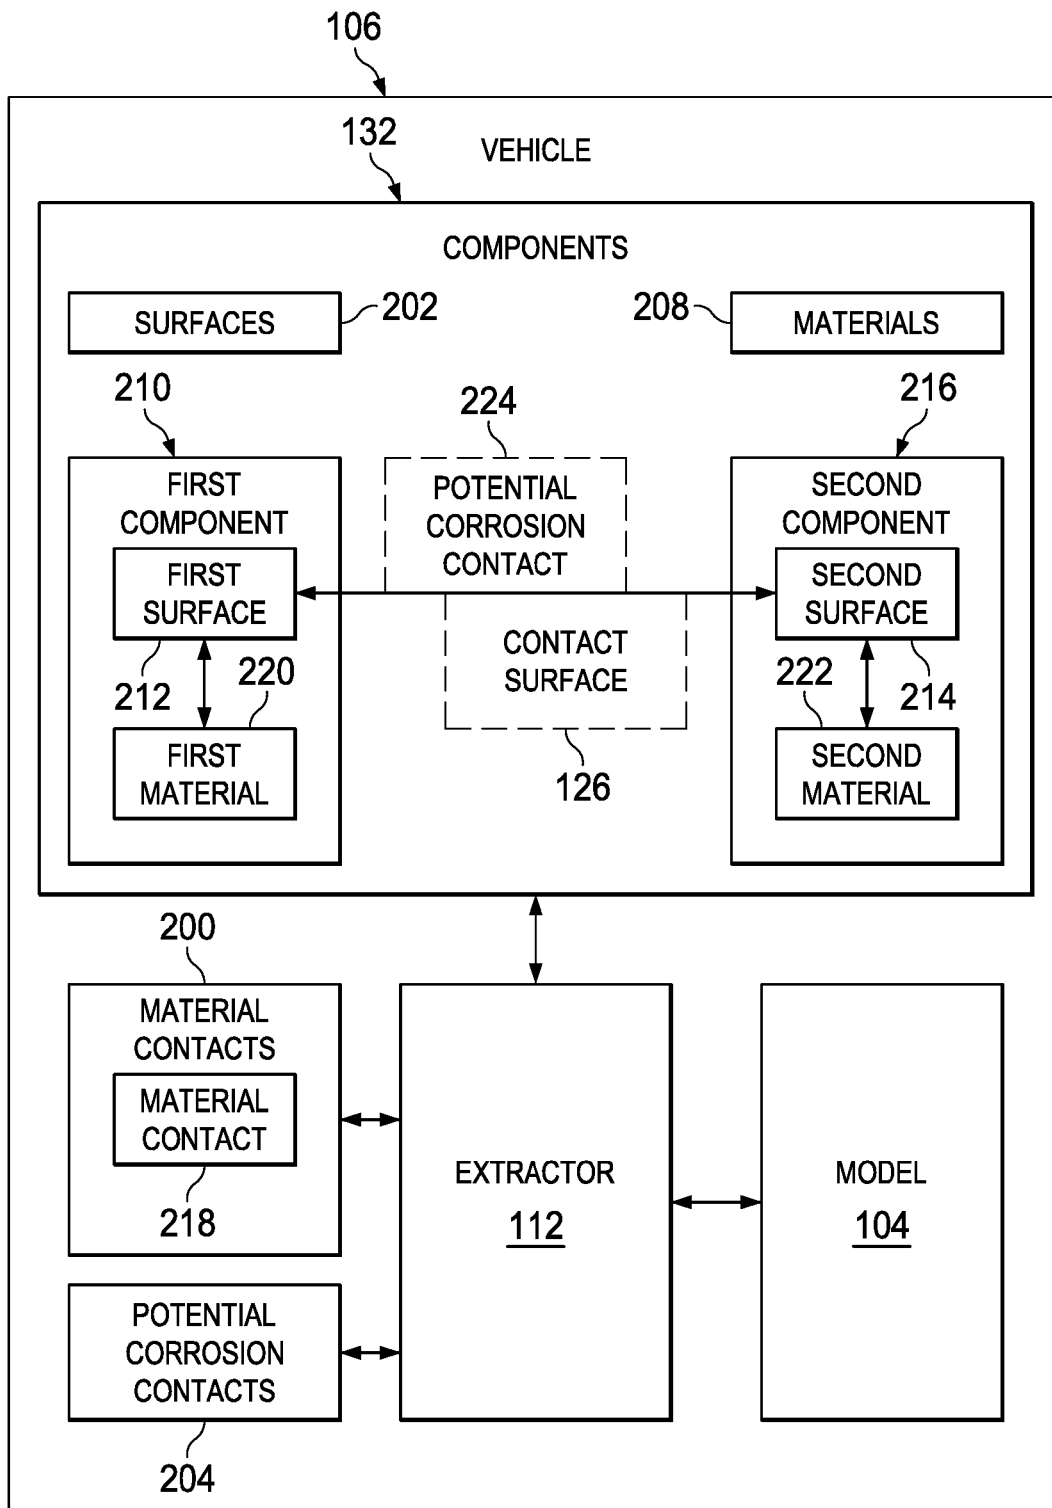 106
132
VEHICLE
COMPONENTS
SURFACES
202
208
MATERIALS
210
224
216
FIRST
COMPONENT
POTENTIAL
CORROSION
CONTACT
SECOND
COMPONENT
FIRST
SURFACE
SECOND
SURFACE
CONTACT
SURFACE
212
220
222
214
FIRST
MATERIAL
126
SECOND
MATERIAL
200
MATERIAL
CONTACTS
MATERIAL
CONTACT
218
EXTRACTOR
112
MODEL
104
POTENTIAL
CORROSION
CONTACTS
204